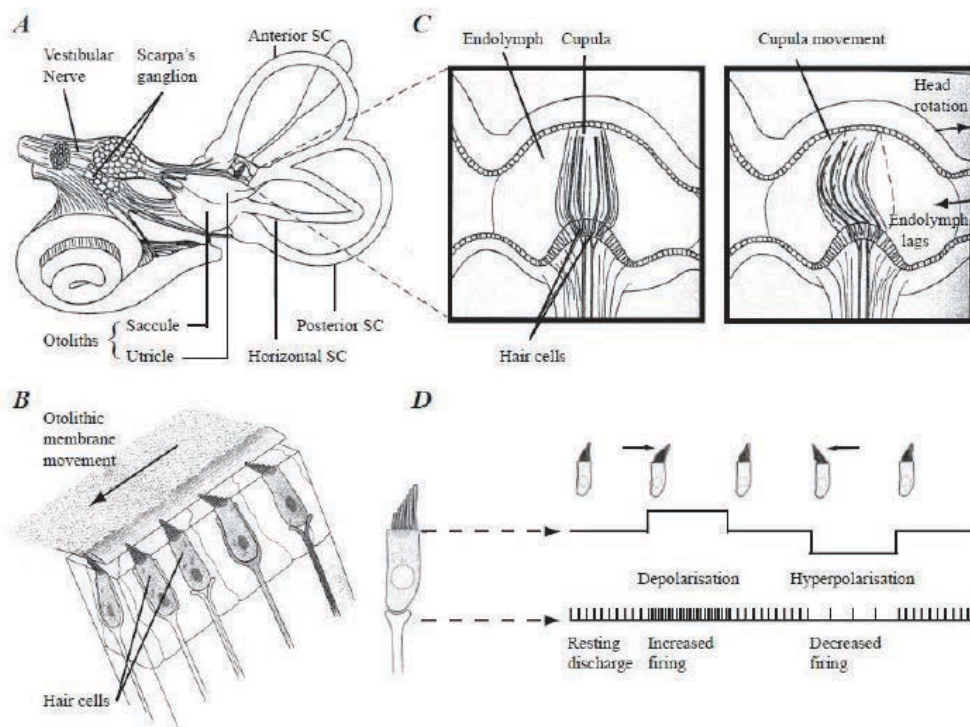 A
Anterior SC
Vestibular
Nerve
Scarpa's
ganglion
Otoliths
Saccule
Utricle
Posterior SC
Horizontal SC
C
Endolymph
Cupula
Cupula movement
Head
rotation
Endolymph
lags
Hair cells
B
Otolithic
membrane
movement
Hair cells
D
Depolarisation
Hyperpolarisation
Resting
discharge
Increased
firing
Decreased
firing